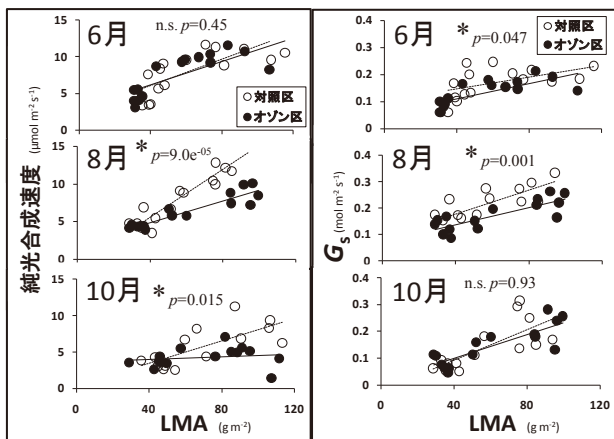 6月
n.s. p=0.45
15
10
5
0
○対照区
●オゾン区
8月
* p=9.0e-05
15
10
5
0
10月
* p=0.015
15
10
5
0
0 40 80 120
LMA (g m-2)
純光合成速度 (μmol m-2 s-1)
6月
* p=0.047
○対照区
●オゾン区
0.4
0.3
0.2
0.1
0
8月
* p=0.001
0.4
0.3
0.2
0.1
0
10月
n.s. p=0.93
0.4
0.3
0.2
0.1
0
0 40 80 120
LMA (g m-2)
Gs (mol m-2 s-1)